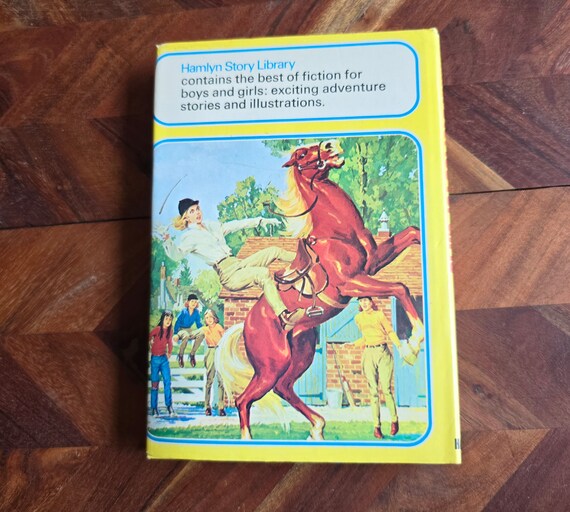 Hamlyn Story Library
contains the best of fiction for
boys and girls: exciting adventure
stories and illustrations.